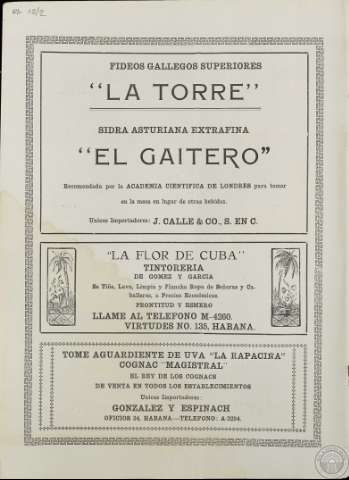 FIDEOS GALLEGOS SUPERIORES
"LA TORRE"
SIDRA ASTURIANA EXTRAFINA
"EL GAITERO"
Recomendada por la ACADEMIA CIENTIFICA DE LONDRES para tomar
en la mesa en lugar de otras bebidas.
Unicos Importadores: J. CALLE & CO., S. EN C.
"LA FLOR DE CUBA"
TINTORERIA
DE GOMEZ Y GARCIA
Se Tiñe, Lava, Limpia y Plancha Ropa de Señoras y Ca-
balleros, a Precios Económicos.
PRONTITUD Y ESMERO
LLAME AL TELEFONO M-4260.
VIRTUDES NO. 135, HABANA.
TOME AGUARDIENTE DE UVA "LA RAPACIÑA"
COGNAC "MAGISTRAL"
EL REY DE LOS COGNACS
DE VENTA EN TODOS LOS ESTABLECIMIENTOS
Unicos Importadores:
GONZALEZ Y ESPINACH
OFICIOS 34, HABANA.—TELEFONO: A 3294.